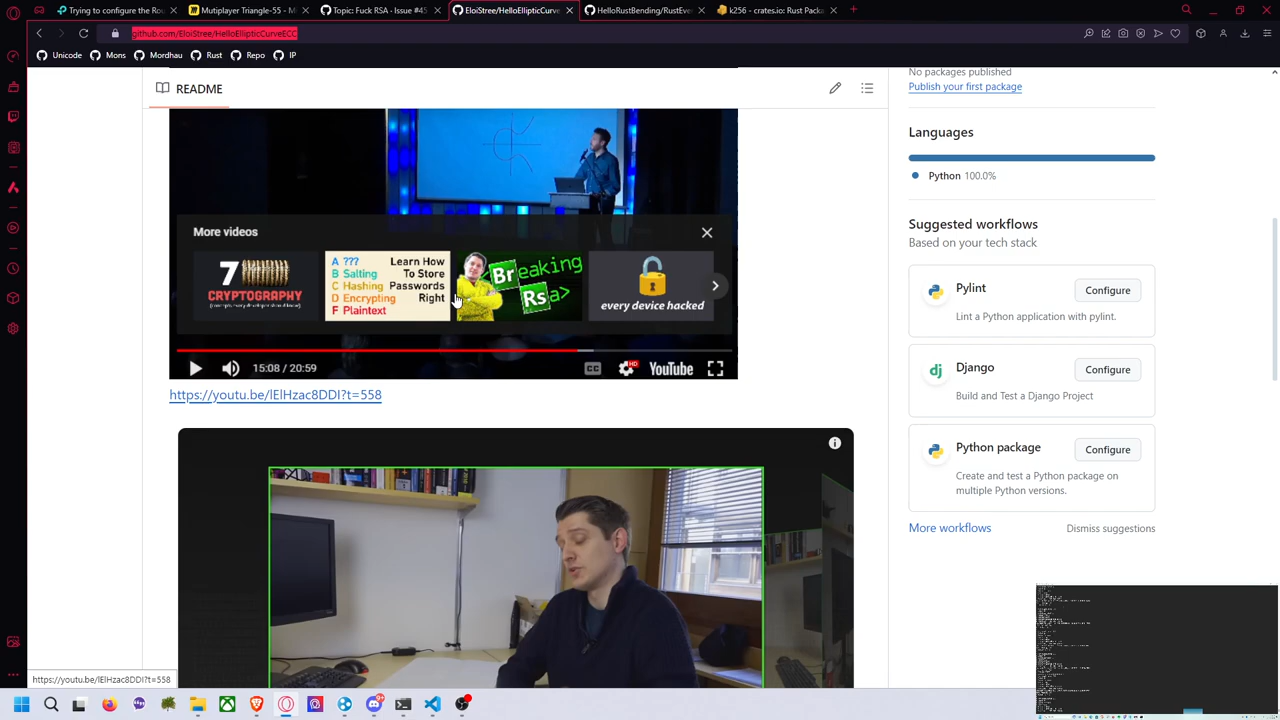 Trying to configure the Rou
Mutiplayer Triangle-55 - M
Topic: Fuck RSA - Issue #45
EloiStree/HelloEllipticCurve
HelloRustBending/RustEve
k256 - crates.io: Rust Packa
github.com/EloiStree/HelloEllipticCurveECC
Unicode
Mons
Mordhau
Rust
Repo
IP
README
More videos
7
CRYPTOGRAPHY
A ???
B Salting
C Hashing
D Encrypting
F Plaintext
Learn How
To Store
Passwords
Right
<Breaking
Rsa>
every device hacked
15:08 / 20:59
CC
HD
YouTube
https://youtu.be/lElHzac8DDI?t=558
No packages published
Publish your first package
Languages
Python 100.0%
Suggested workflows
Based on your tech stack
Pylint
Configure
Lint a Python application with pylint.
dj
Django
Configure
Build and Test a Django Project
Python package
Configure
Create and test a Python package on
multiple Python versions.
More workflows
Dismiss suggestions
https://youtu.be/lElHzac8DDI?t=558